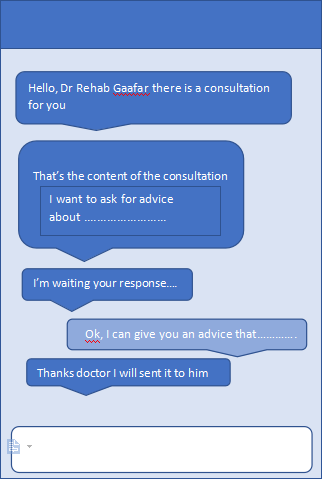 Hello, Dr Rehab Gaafar there is a consultation
for you
That's the content of the consultation
I want to ask for advice
about ...........................
I'm waiting your response....
Ok, I can give you an advice that.............
Thanks doctor I will sent it to him